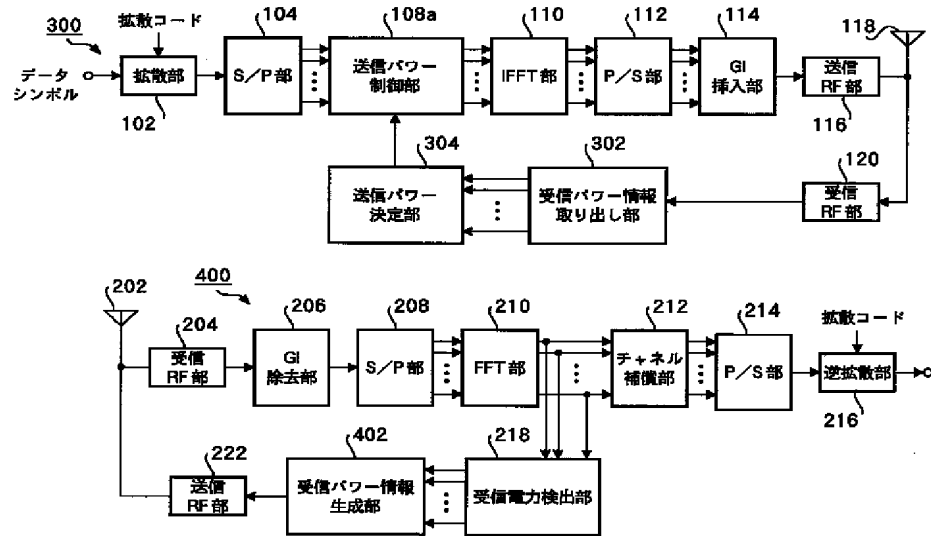 300
拡散コード
データ
シンボル
拡散部
102
104
S/P部
108a
送信パワー
制御部
110
IFFT部
112
P/S部
114
GI
挿入部
送信
RF部
116
118
304
送信パワー
決定部
302
受信パワー情報
取り出し部
120
受信
RF部
202
400
204
受信
RF部
206
GI
除去部
208
S/P部
210
FFT部
212
チャネル
補償部
214
P/S部
拡散コード
逆拡散部
216
222
送信
RF部
402
受信パワー情報
生成部
218
受信電力検出部